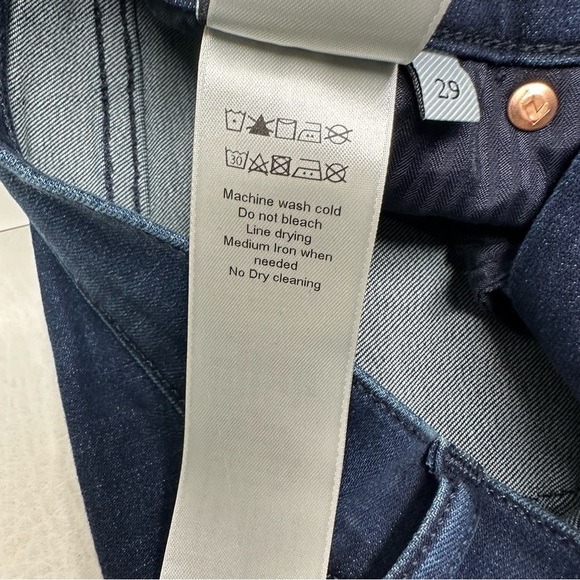 29
30
Machine wash cold
Do not bleach
Line drying
Medium Iron when
needed
No Dry cleaning